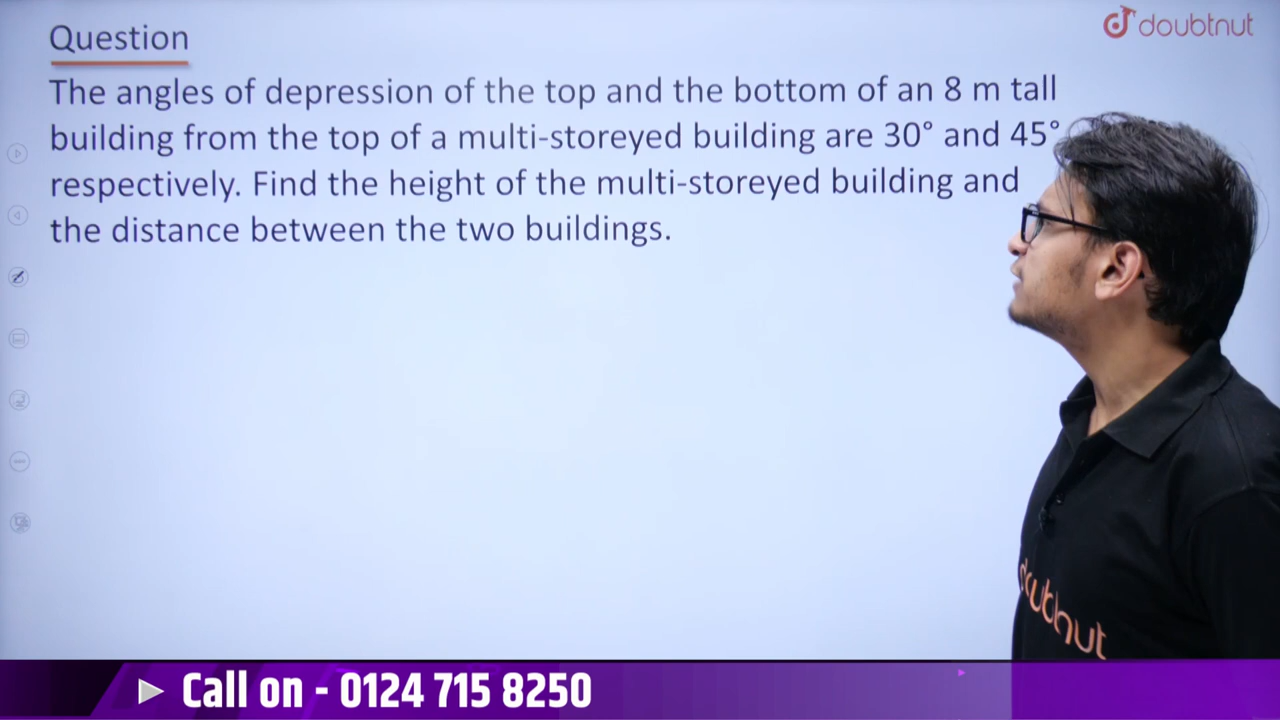 Question
doubtnut
The angles of depression of the top and the bottom of an 8 m tall
building from the top of a multi-storeyed building are 30° and 45°
respectively. Find the height of the multi-storeyed building and
the distance between the two buildings.
doubtnut
Call on - 0124 715 8250